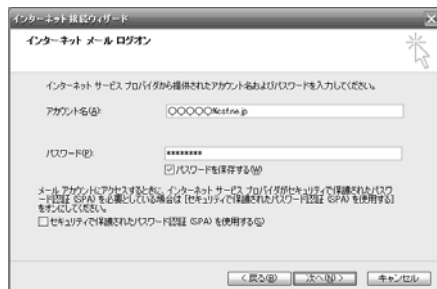 インターネット接続ウィザード
インターネット メール ログオン
インターネット サービス プロバイダから提供されたアカウント名およびパスワードを入力してください。
アカウント名(A): ○○○○○%csf.ne.jp
パスワード(P): ********
パスワードを保存する(W)
メール アカウントにアクセスするときに、インターネット サービス プロバイダがセキュリティで保護されたパスワ
ード認証 (SPA) を必要としている場合は [セキュリティで保護されたパスワード認証 (SPA) を使用する]
をオンにしてください。
セキュリティで保護されたパスワード認証 (SPA) を使用する(S)
< 戻る(B) 次へ(N) > キャンセル